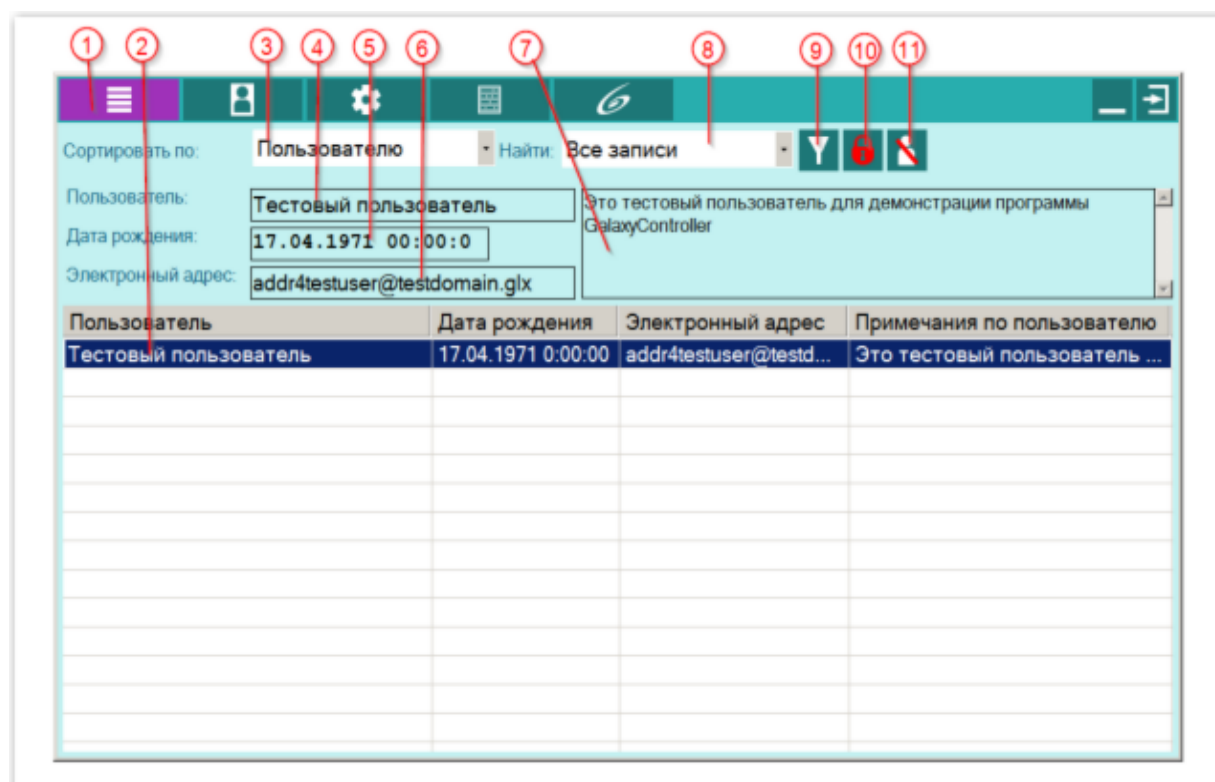 1 2 3 4 5 6 7 8 9 10 11
Сортировать по: Пользователю Найти: Все записи
Пользователь: Тестовый пользователь
Дата рождения: 17.04.1971 00:00:0
Электронный адрес: addr4testuser@testdomain.glx
Это тестовый пользователь для демонстрации программы
GalaxyController
Пользователь Дата рождения Электронный адрес Примечания по пользователю
Тестовый пользователь 17.04.1971 0:00:00 addr4testuser@testd... Это тестовый пользователь ...